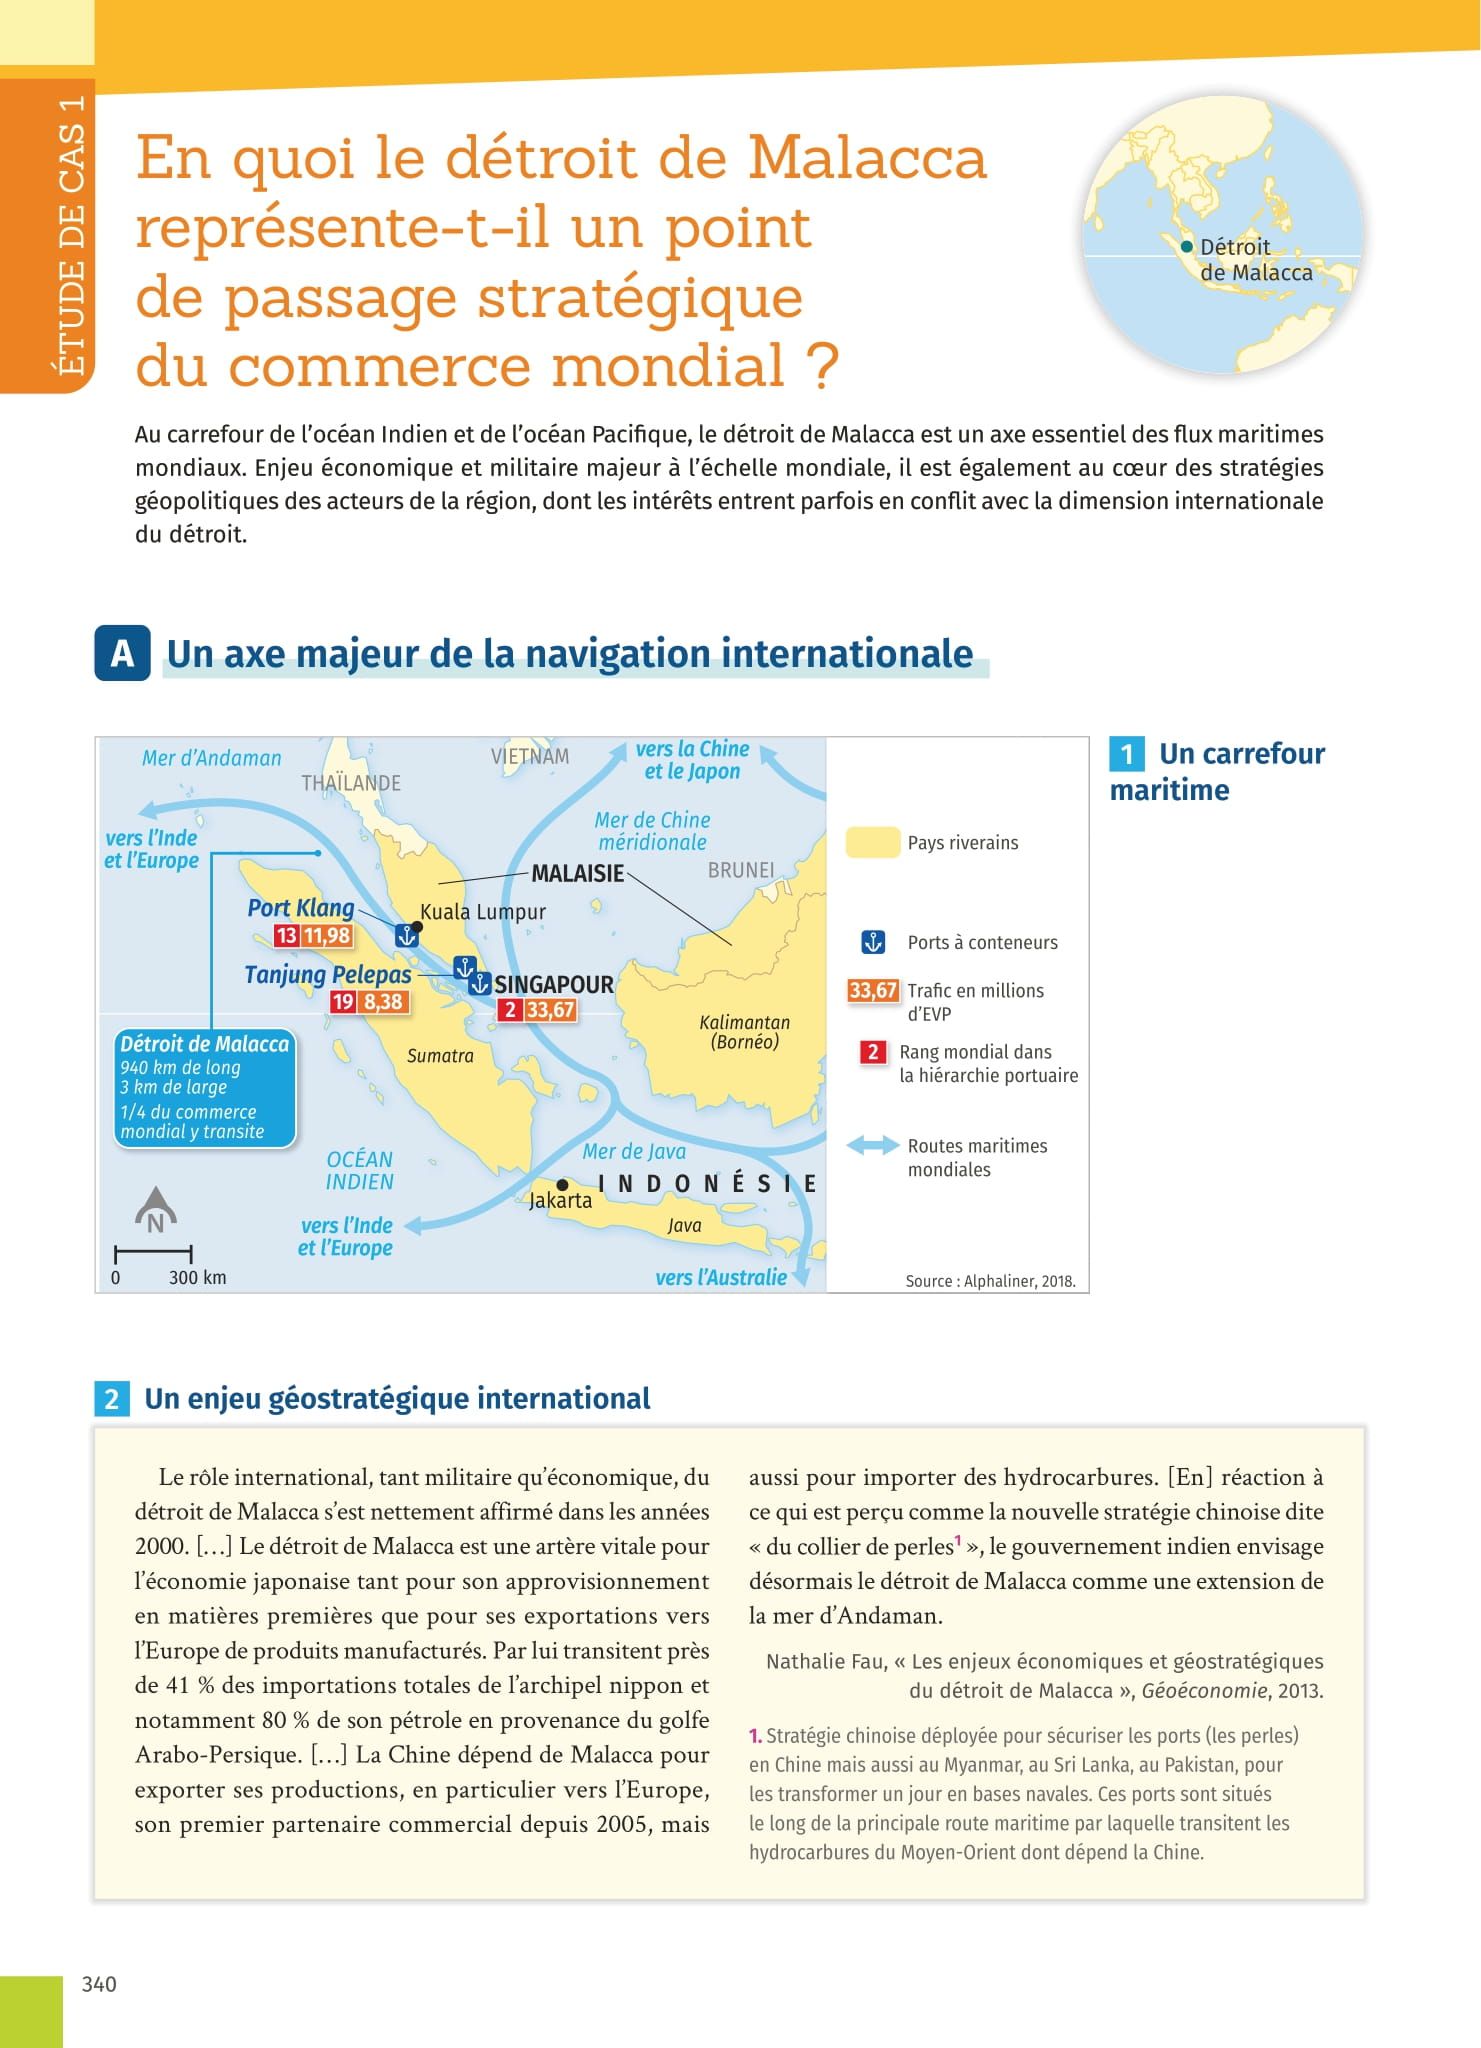 ÉTUDE DE CAS 1
En quoi le détroit de Malacca
représente-t-il un point
de passage stratégique
du commerce mondial ?
Détroit
de Malacca
Au carrefour de l'océan Indien et de l'océan Pacifique, le détroit de Malacca est un axe essentiel des flux maritimes
mondiaux. Enjeu économique et militaire majeur à l'échelle mondiale, il est également au cœur des stratégies
géopolitiques des acteurs de la région, dont les intérêts entrent parfois en conflit avec la dimension internationale
du détroit.
A Un axe majeur de la navigation internationale
1 Un carrefour
maritime
Mer d'Andaman
THAÏLANDE
VIETNAM
vers la Chine
et le Japon
vers l'Inde
et l'Europe
Mer de Chine
méridionale
MALAISIE
BRUNEI
Port Klang
13 11,98
Kuala Lumpur
Tanjung Pelepas
19 8,38
SINGAPOUR
2 33,67
Kalimantan
(Bornéo)
Sumatra
Détroit de Malacca
940 km de long
3 km de large
1/4 du commerce
mondial y transite
OCÉAN
INDIEN
Mer de Java
INDONÉSIE
Jakarta
Java
vers l'Inde
et l'Europe
vers l'Australie
N
0 300 km
Pays riverains
Ports à conteneurs
33,67 Trafic en millions
d'EVP
2 Rang mondial dans
la hiérarchie portuaire
Routes maritimes
mondiales
Source : Alphaliner, 2018.
2 Un enjeu géostratégique international
Le rôle international, tant militaire qu'économique, du
détroit de Malacca s'est nettement affirmé dans les années
2000. […] Le détroit de Malacca est une artère vitale pour
l'économie japonaise tant pour son approvisionnement
en matières premières que pour ses exportations vers
l'Europe de produits manufacturés. Par lui transitent près
de 41 % des importations totales de l'archipel nippon et
notamment 80 % de son pétrole en provenance du golfe
Arabo-Persique. […] La Chine dépend de Malacca pour
exporter ses productions, en particulier vers l'Europe,
son premier partenaire commercial depuis 2005, mais
aussi pour importer des hydrocarbures. [En] réaction à
ce qui est perçu comme la nouvelle stratégie chinoise dite
« du collier de perles¹ », le gouvernement indien envisage
désormais le détroit de Malacca comme une extension de
la mer d'Andaman.
Nathalie Fau, « Les enjeux économiques et géostratégiques
du détroit de Malacca », Géoéconomie, 2013.
1. Stratégie chinoise déployée pour sécuriser les ports (les perles)
en Chine mais aussi au Myanmar, au Sri Lanka, au Pakistan, pour
les transformer un jour en bases navales. Ces ports sont situés
le long de la principale route maritime par laquelle transitent les
hydrocarbures du Moyen-Orient dont dépend la Chine.
340